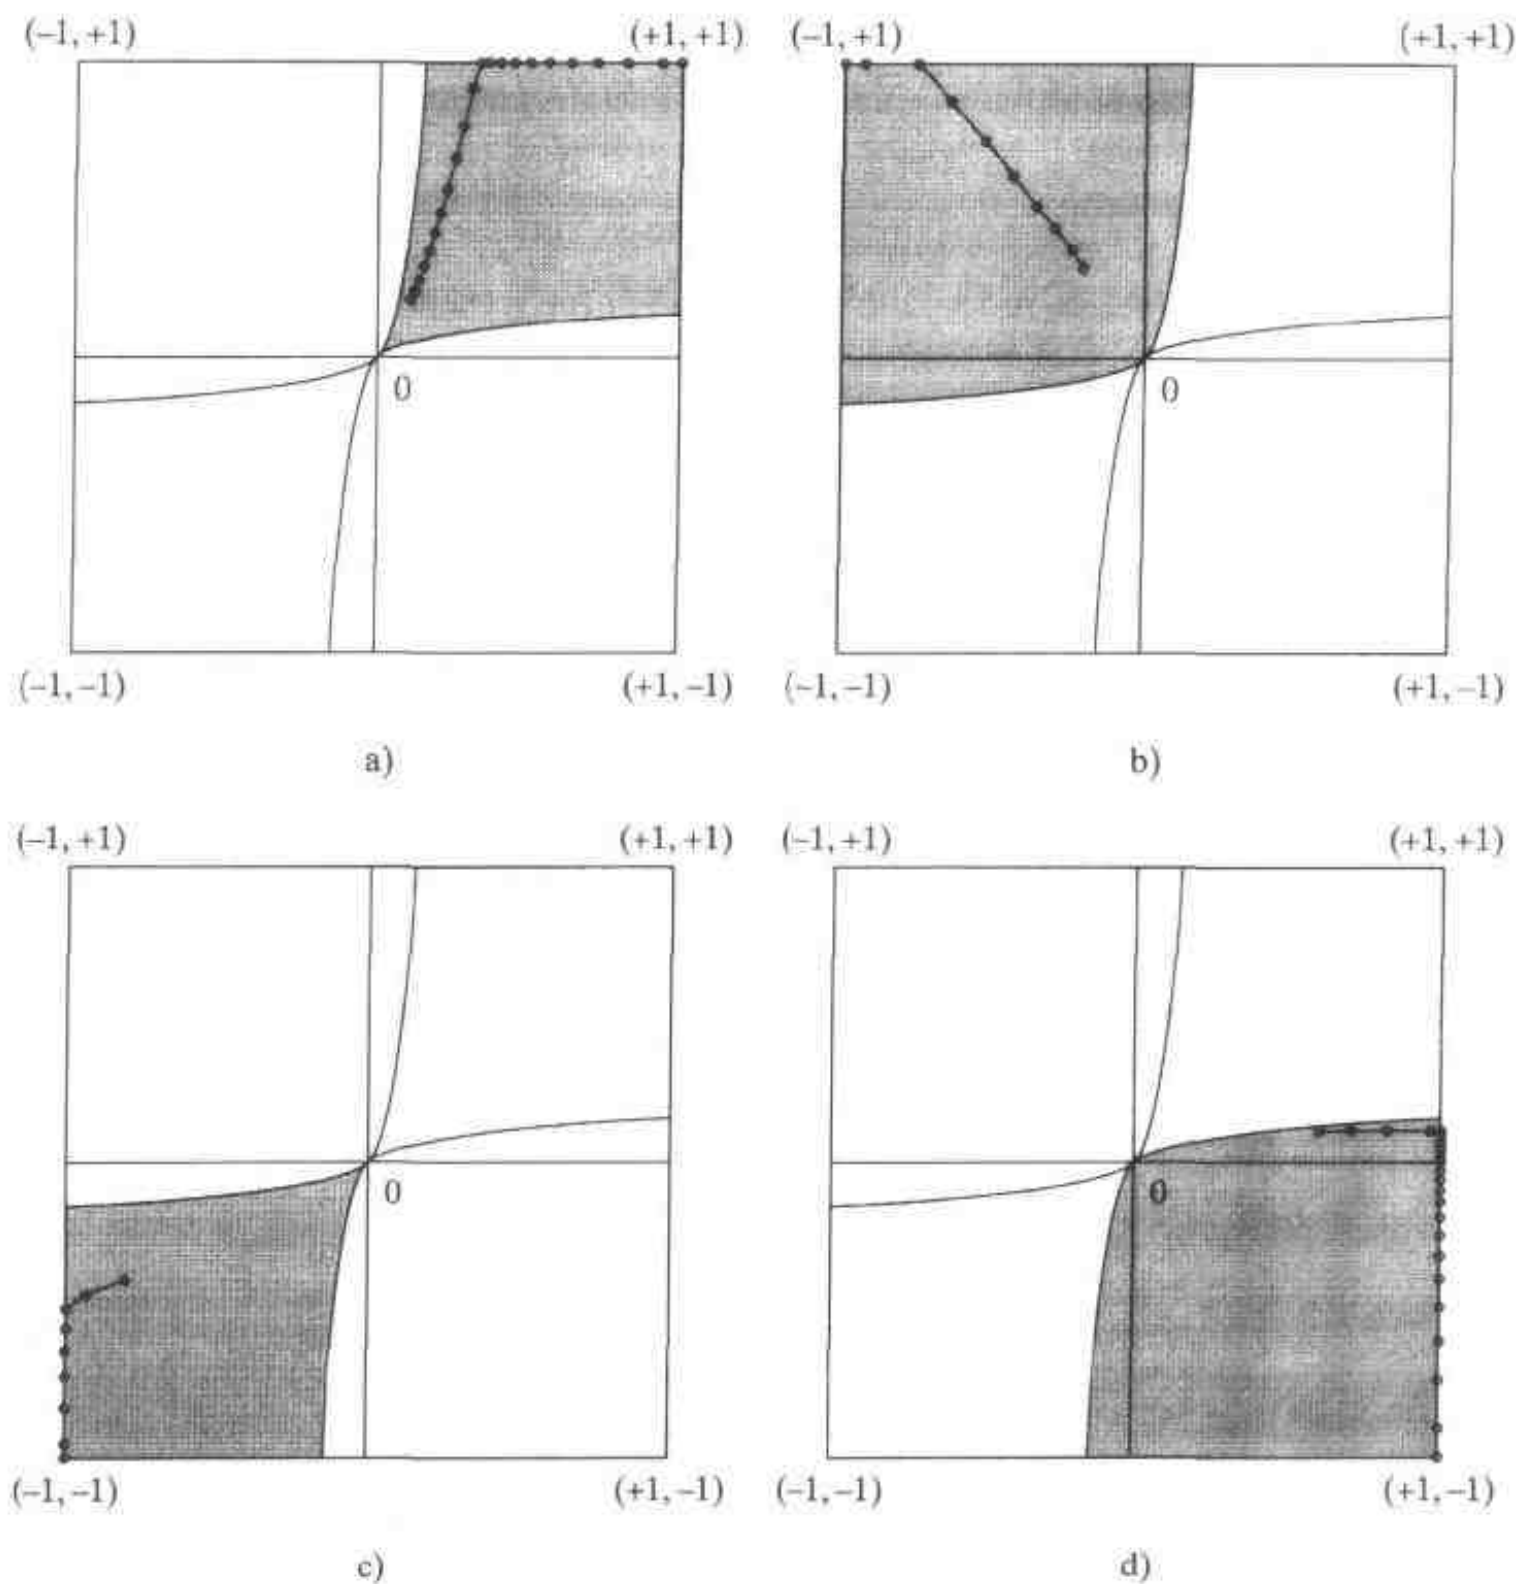 (–1, +1) (+1, +1) (–1, +1) (+1, +1)
0 0
(–1, –1) (+1, –1) (–1, –1) (+1, –1)
a) b)
(–1, +1) (+1, +1) (–1, +1) (+1, +1)
0 0
(–1, –1) (+1, –1) (–1, –1) (+1, –1)
c) d)